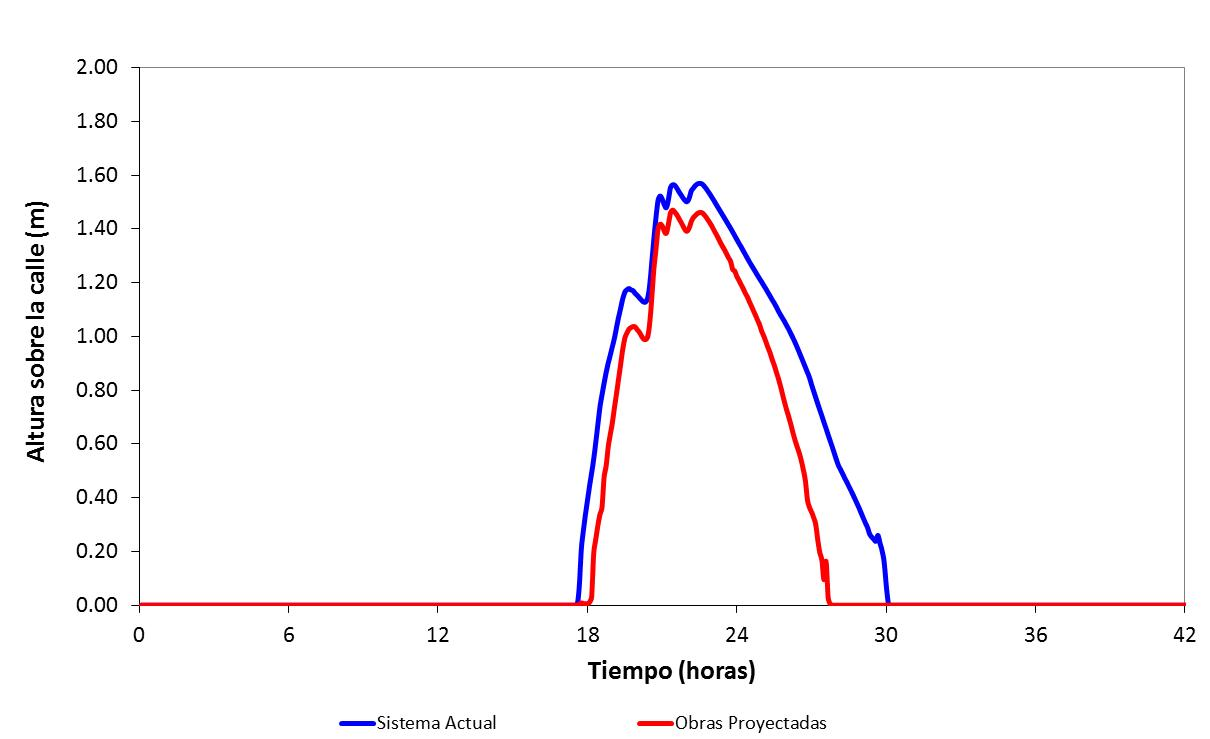 2.00
1.80
1.60
1.40
1.20
1.00
0.80
0.60
0.40
0.20
0.00
Altura sobre la calle (m)
0 6 12 18 24 30 36 42
Tiempo (horas)
Sistema Actual Obras Proyectadas